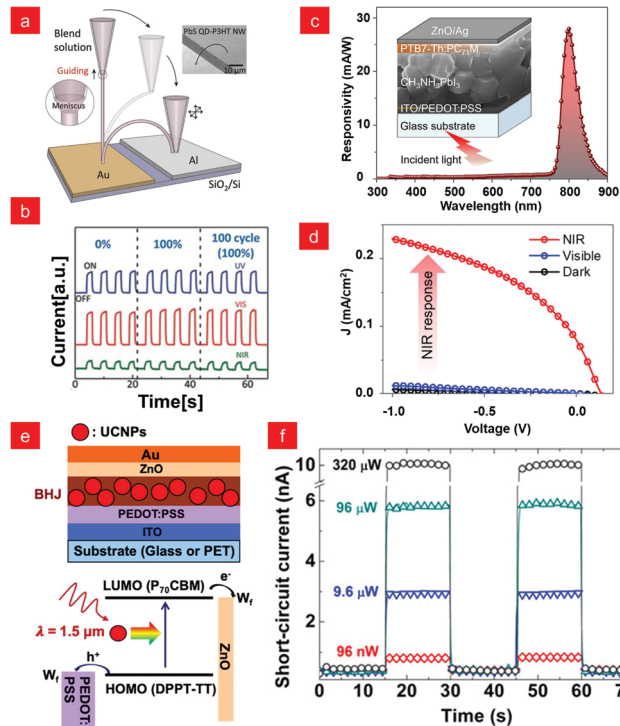 a
Blend
solution
Guiding
Meniscus
PbS QD-P3HT NW
10 μm
Au
Al
SiO2/Si
b
0%
100%
100 cycle
(100%)
ON
OFF
UV
VIS
NIR
Current[a.u.]
0 20 40 60
Time[s]
c
ZnO/Ag
PTB7-Th:PC71M
CH3NH3PbI3
ITO/PEDOT:PSS
Glass substrate
Incident light
Responsivity (mA/W)
30
25
20
15
10
5
0
300 400 500 600 700 800 900
Wavelength (nm)
d
NIR
Visible
Dark
NIR response
J (mA/cm²)
0.2
0.1
0.0
-1.0 -0.5 0.0
Voltage (V)
e
: UCNPs
Au
ZnO
BHJ
PEDOT:PSS
ITO
Substrate (Glass or PET)
LUMO (P70CBM)
e-
Wf
λ = 1.5 μm
ZnO
h+
Wf
HOMO (DPPT-TT)
PEDOT:
PSS
f
Short-circuit current (nA)
10
6
4
2
0
320 μW
96 μW
9.6 μW
96 nW
0 10 20 30 40 50 60 7
Time (s)